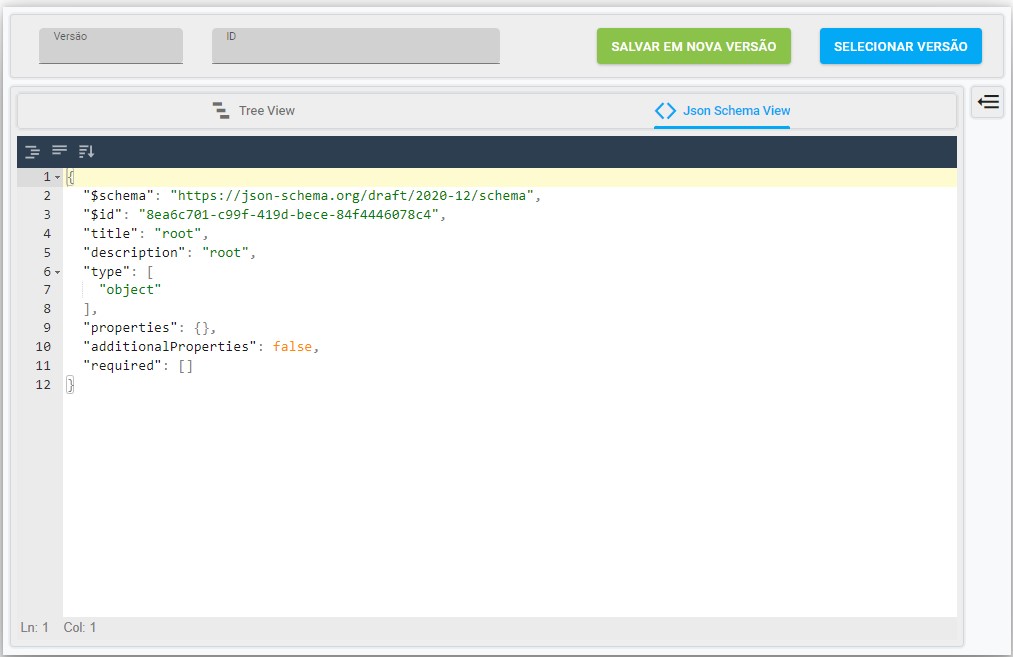 Versão
ID
SALVAR EM NOVA VERSÃO
SELECIONAR VERSÃO
Tree View
Json Schema View
1 {
2 "$schema": "https://json-schema.org/draft/2020-12/schema",
3 "$id": "8ea6c701-c99f-419d-bece-84f4446078c4",
4 "title": "root",
5 "description": "root",
6 "type": [
7 "object"
8 ],
9 "properties": {},
10 "additionalProperties": false,
11 "required": []
12 }
Ln: 1 Col: 1